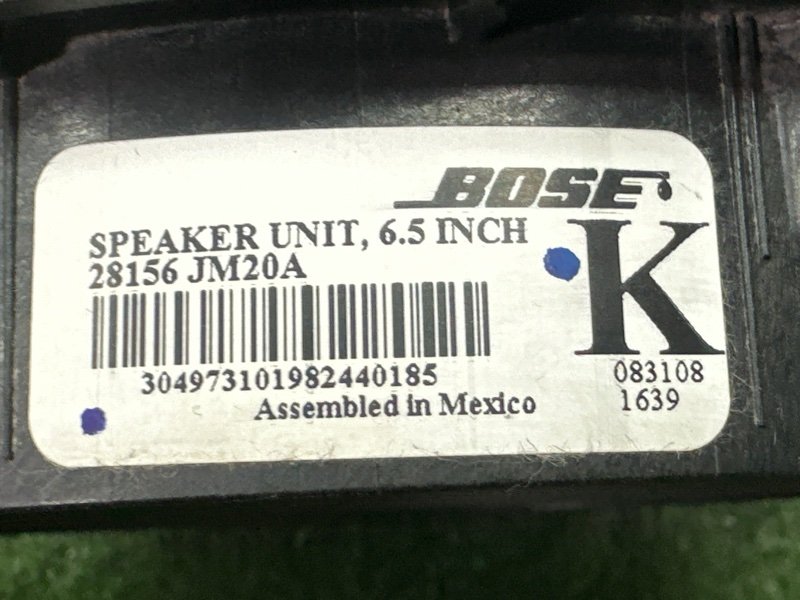 BOSE
SPEAKER UNIT, 6.5 INCH
28156 JM20A
K
304973101982440185
083108
Assembled in Mexico
1639